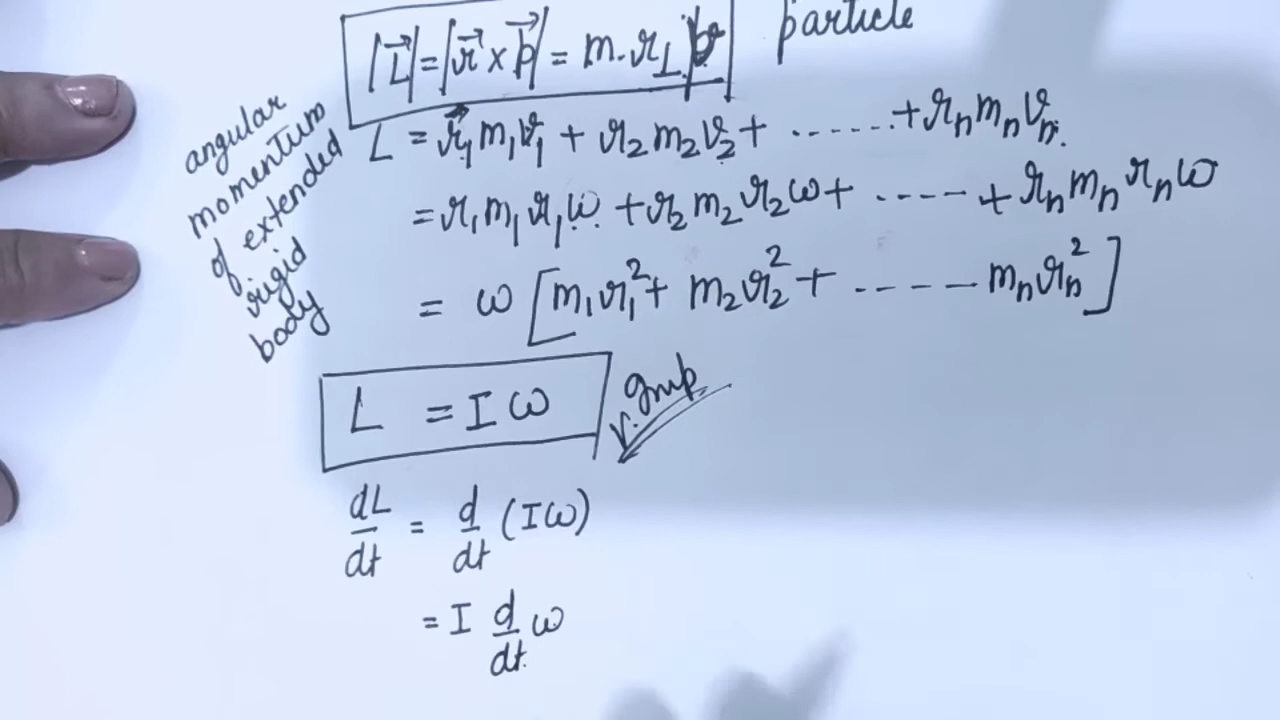 |L⃗| = |r⃗ × p⃗| = m·r⊥ v particle
angular
momentum
of extended
rigid
body
L = r⃗₁m₁v₁ + r₂m₂v₂ + ......+ rₙmₙvₙ.
= r₁m₁r₁ω + r₂m₂r₂ω + ----- + rₙmₙrₙω
= ω [m₁r₁² + m₂r₂² + ------ mₙrₙ²]
L = Iω
v. Imp
dL/dt = d/dt (Iω)
= I d/dt ω